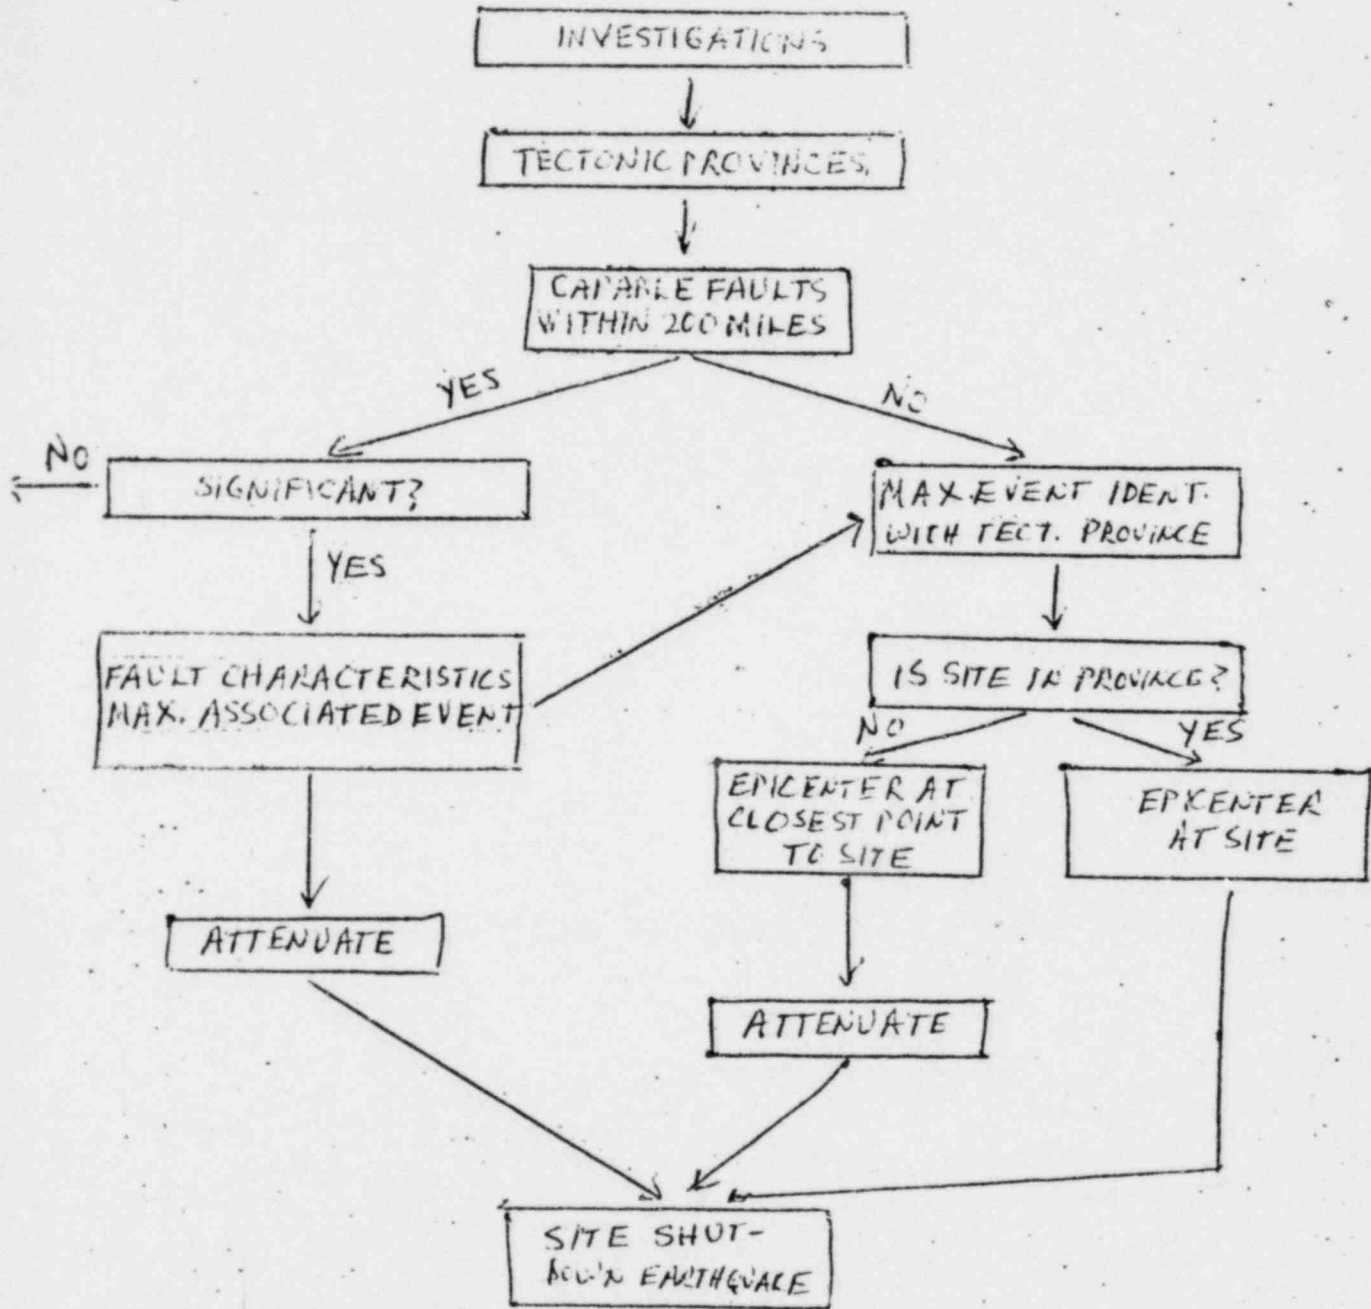 INVESTIGATIONS
TECTONIC PROVINCES
CAPABLE FAULTS
WITHIN 200 MILES
YES
NO
NO
SIGNIFICANT?
MAX. EVENT IDENT.
WITH TECT. PROVINCE
YES
FAULT CHARACTERISTICS
MAX. ASSOCIATED EVENT
IS SITE IN PROVINCE?
NO
YES
EPICENTER AT
CLOSEST POINT
TO SITE
EPICENTER
AT SITE
ATTENUATE
ATTENUATE
SITE SHUT-
DOWN EARTHQUAKE